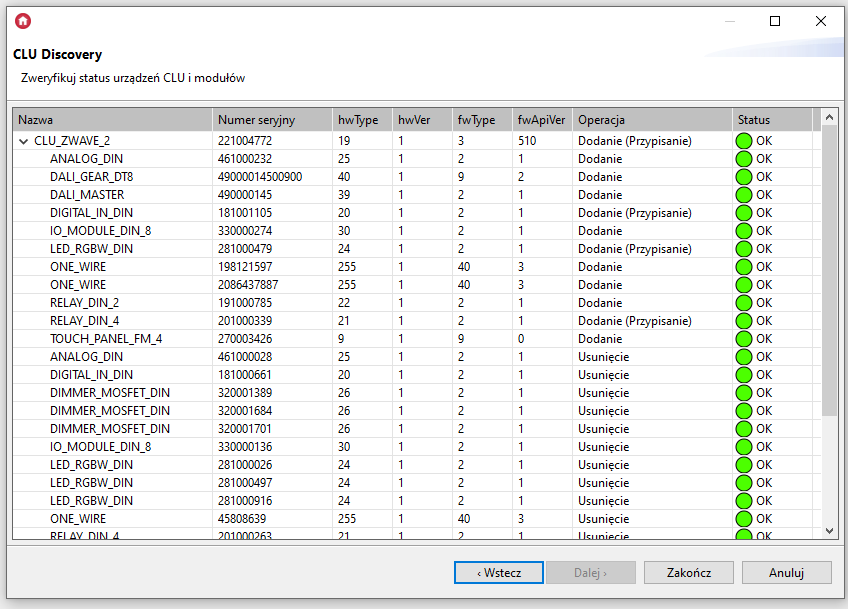 CLU Discovery
Zweryfikuj status urządzeń CLU i modułów
Nazwa Numer seryjny hwType hwVer fwType fwApiVer Operacja Status
CLU_ZWAVE_2 221004772 19 1 3 510 Dodanie (Przypisanie) OK
ANALOG_DIN 461000232 25 1 2 1 Dodanie OK
DALI_GEAR_DT8 49000014500900 40 1 9 2 Dodanie OK
DALI_MASTER 490000145 39 1 2 1 Dodanie OK
DIGITAL_IN_DIN 181001105 20 1 2 1 Dodanie (Przypisanie) OK
IO_MODULE_DIN_8 330000274 30 1 2 1 Dodanie OK
LED_RGBW_DIN 281000479 24 1 2 1 Dodanie (Przypisanie) OK
ONE_WIRE 198121597 255 1 40 3 Dodanie OK
ONE_WIRE 2086437887 255 1 40 3 Dodanie OK
RELAY_DIN_2 191000785 22 1 2 1 Dodanie OK
RELAY_DIN_4 201000339 21 1 2 1 Dodanie (Przypisanie) OK
TOUCH_PANEL_FM_4 270003426 9 1 9 0 Dodanie OK
ANALOG_DIN 461000028 25 1 2 1 Usunięcie OK
DIGITAL_IN_DIN 181000661 20 1 2 1 Usunięcie OK
DIMMER_MOSFET_DIN 320001389 26 1 2 1 Usunięcie OK
DIMMER_MOSFET_DIN 320001684 26 1 2 1 Usunięcie OK
DIMMER_MOSFET_DIN 320001701 26 1 2 1 Usunięcie OK
IO_MODULE_DIN_8 330000136 30 1 2 1 Usunięcie OK
LED_RGBW_DIN 281000026 24 1 2 1 Usunięcie OK
LED_RGBW_DIN 281000497 24 1 2 1 Usunięcie OK
LED_RGBW_DIN 281000916 24 1 2 1 Usunięcie OK
ONE_WIRE 45808639 255 1 40 3 Usunięcie OK
RELAY_DIN_4 201000263 21 1 2 1 Usunięcie OK
‹ Wstecz Dalej › Zakończ Anuluj